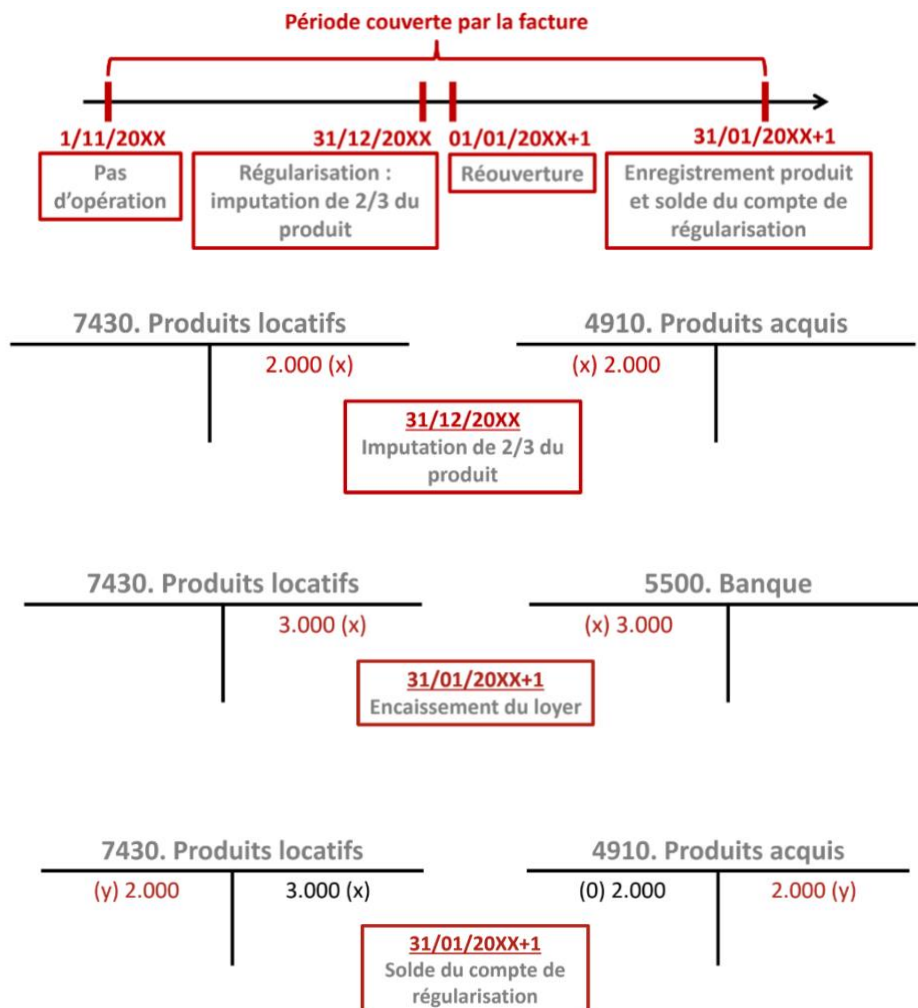 Période couverte par la facture
1/11/20XX
31/12/20XX
01/01/20XX+1
31/01/20XX+1
Pas
d'opération
Régularisation :
imputation de 2/3 du
produit
Réouverture
Enregistrement produit
et solde du compte de
régularisation
7430. Produits locatifs
4910. Produits acquis
2.000 (x)
(x) 2.000
31/12/20XX
Imputation de 2/3 du
produit
7430. Produits locatifs
5500. Banque
3.000 (x)
(x) 3.000
31/01/20XX+1
Encaissement du loyer
7430. Produits locatifs
4910. Produits acquis
(y) 2.000
3.000 (x)
(0) 2.000
2.000 (y)
31/01/20XX+1
Solde du compte de
régularisation